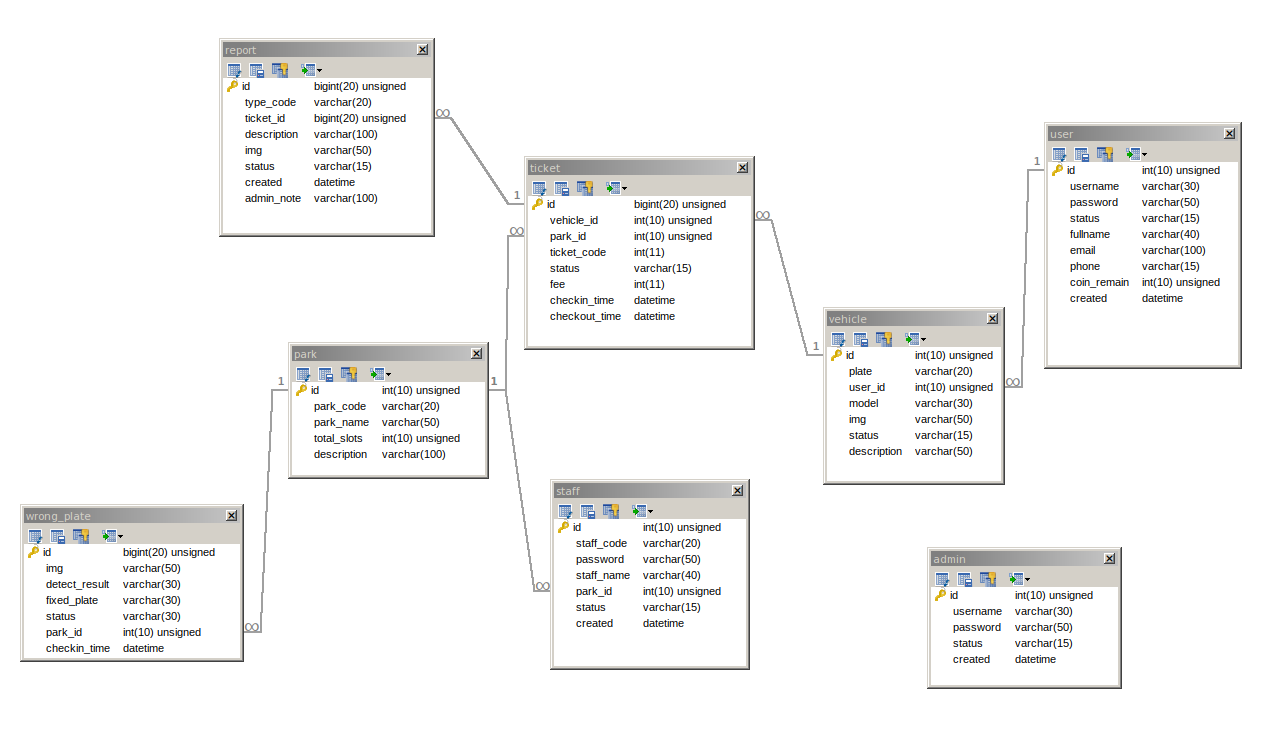 report
id bigint(20) unsigned
type_code varchar(20)
ticket_id bigint(20) unsigned
description varchar(100)
img varchar(50)
status varchar(15)
created datetime
admin_note varchar(100)
∞
1
ticket
id bigint(20) unsigned
vehicle_id int(10) unsigned
park_id int(10) unsigned
ticket_code int(11)
status varchar(15)
fee int(11)
checkin_time datetime
checkout_time datetime
∞
∞
1
user
id int(10) unsigned
username varchar(30)
password varchar(50)
status varchar(15)
fullname varchar(40)
email varchar(100)
phone varchar(15)
coin_remain int(10) unsigned
created datetime
1
vehicle
id int(10) unsigned
plate varchar(20)
user_id int(10) unsigned
model varchar(30)
img varchar(50)
status varchar(15)
description varchar(50)
∞
1
park
id int(10) unsigned
park_code varchar(20)
park_name varchar(50)
total_slots int(10) unsigned
description varchar(100)
1
wrong_plate
id bigint(20) unsigned
img varchar(50)
detect_result varchar(30)
fixed_plate varchar(30)
status varchar(30)
park_id int(10) unsigned
checkin_time datetime
∞
staff
id int(10) unsigned
staff_code varchar(20)
password varchar(50)
staff_name varchar(40)
park_id int(10) unsigned
status varchar(15)
created datetime
∞
admin
id int(10) unsigned
username varchar(30)
password varchar(50)
status varchar(15)
created datetime